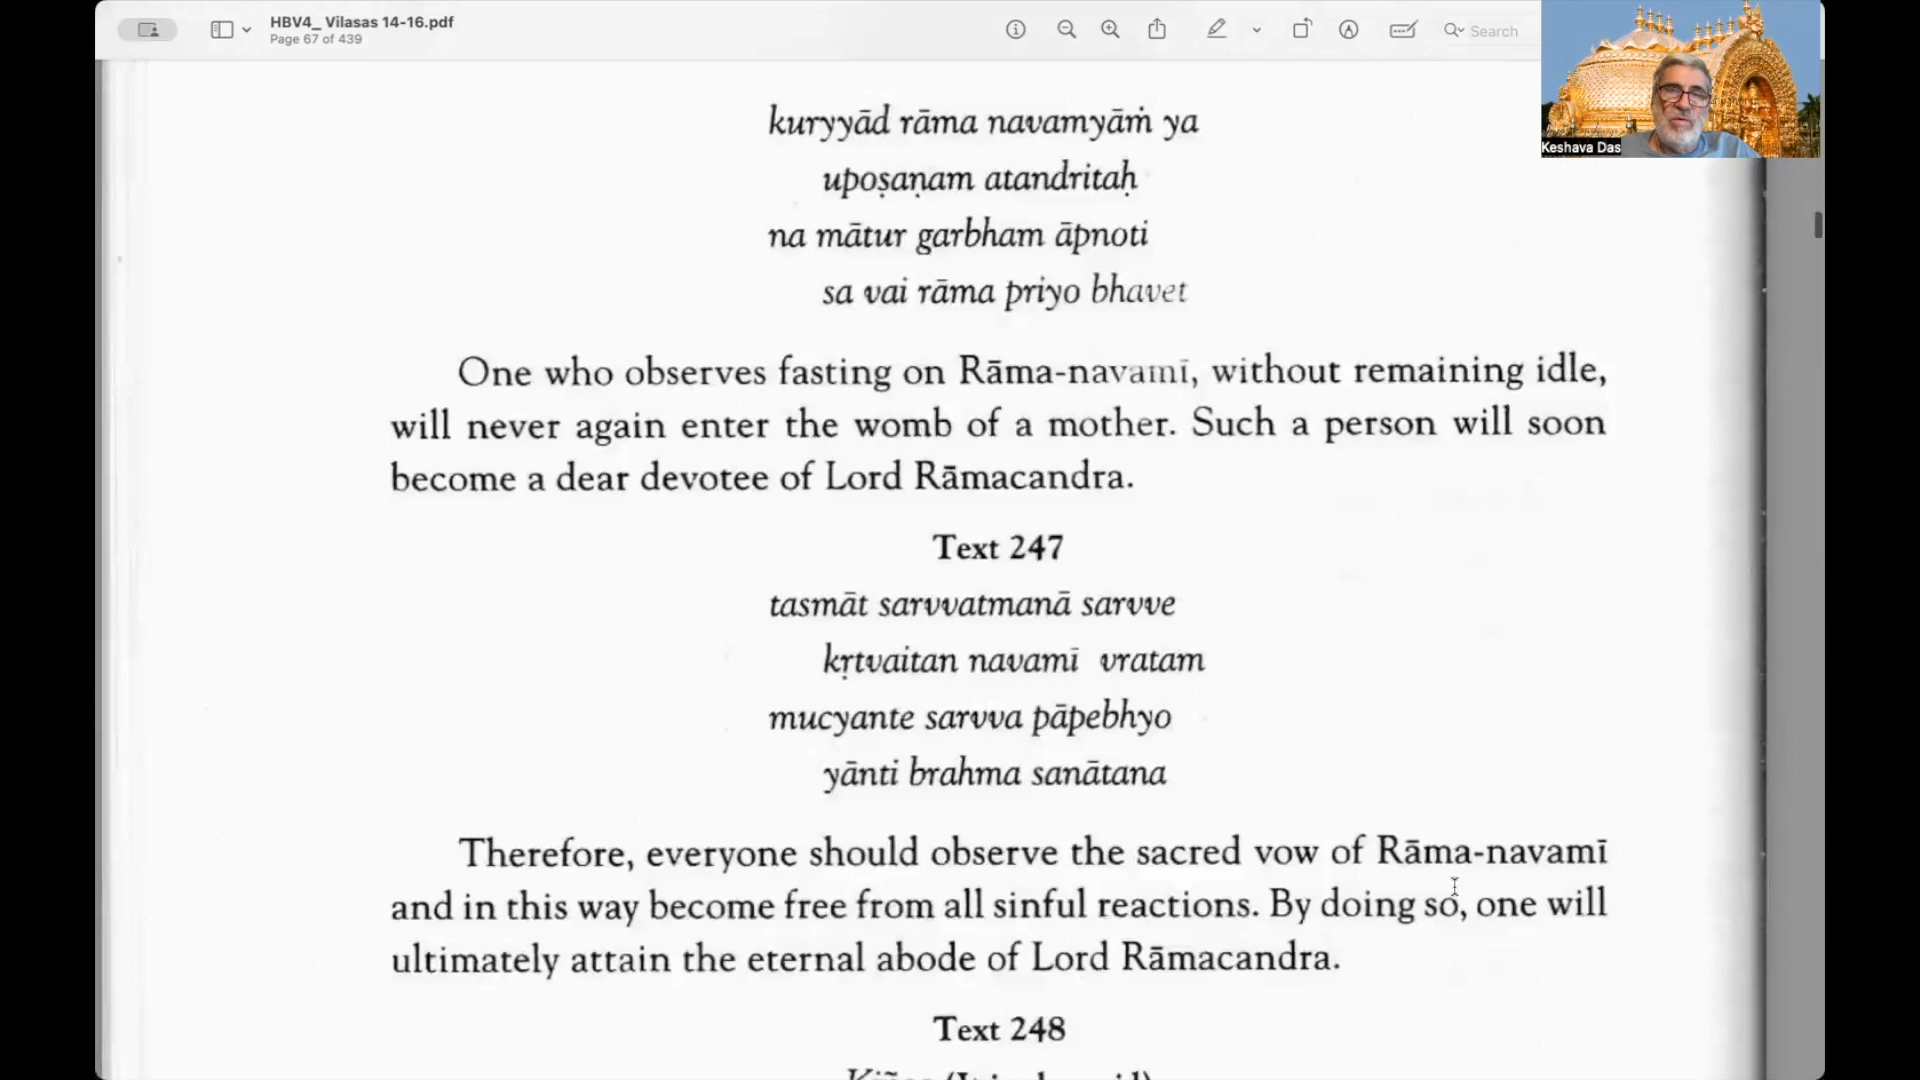 HBV4_ Vilasas 14-16.pdf
Page 67 of 439
Search
Keshava Das
kuryyād rāma navamyāṁ ya
upoṣaṇam atandritaḥ
na mātur garbham āpnoti
sa vai rāma priyo bhavet
One who observes fasting on Rāma-navamī, without remaining idle,
will never again enter the womb of a mother. Such a person will soon
become a dear devotee of Lord Rāmacandra.
Text 247
tasmāt sarvvatmanā sarvve
kṛtvaitan navamī vratam
mucyante sarvva pāpebhyo
yānti brahma sanātana
Therefore, everyone should observe the sacred vow of Rāma-navamī
and in this way become free from all sinful reactions. By doing so, one will
ultimately attain the eternal abode of Lord Rāmacandra.
Text 248